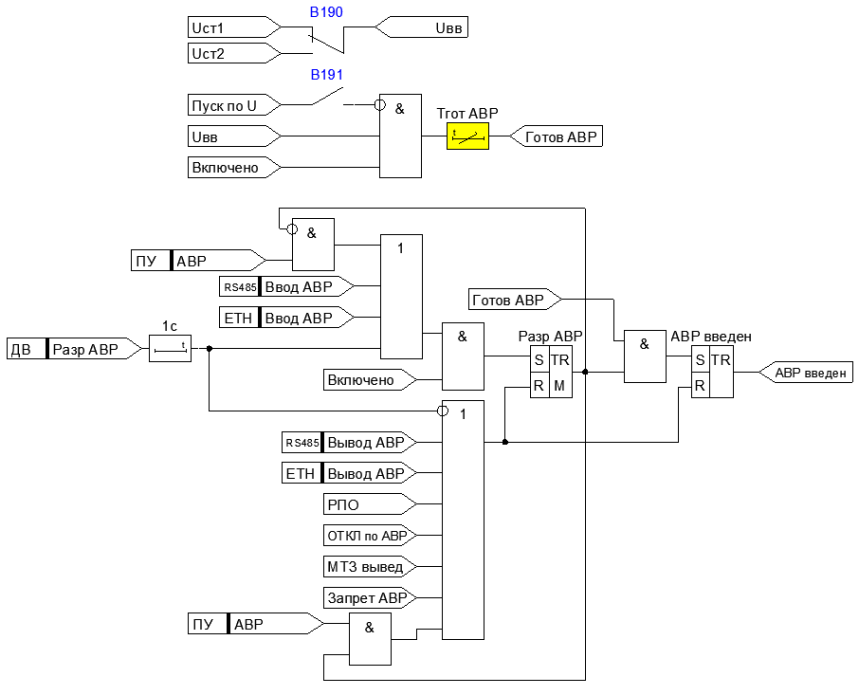 B190
Uст1
Uвв
Uст2
B191
Пуск по U
&
Тгот АВР
t
Uвв
Готов АВР
Включено
&
1
ПУ АВР
RS485 Ввод АВР
Готов АВР
ETH Ввод АВР
1с
&
Разр АВР
&
АВР введен
ДВ Разр АВР
t
S TR
S TR
Включено
R M
R
АВР введен
1
RS485 Вывод АВР
ETH Вывод АВР
РПО
ОТКЛ по АВР
МТЗ вывед
Запрет АВР
ПУ АВР
&